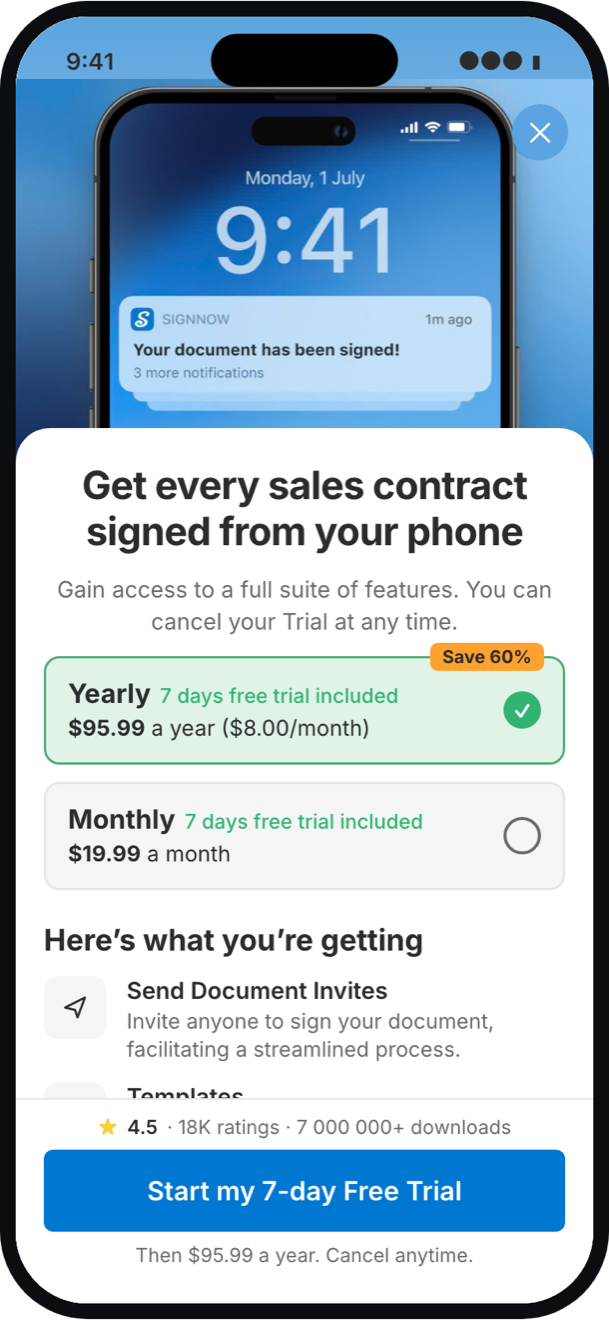 9:41
Monday, 1 July
9:41
SIGNNOW 1m ago
Your document has been signed!
3 more notifications
Get every sales contract
signed from your phone
Gain access to a full suite of features. You can
cancel your Trial at any time.
Save 60%
Yearly 7 days free trial included
$95.99 a year ($8.00/month)
Monthly 7 days free trial included
$19.99 a month
Here’s what you’re getting
Send Document Invites
Invite anyone to sign your document,
facilitating a streamlined process.
Templates
4.5 · 18K ratings · 7 000 000+ downloads
Start my 7-day Free Trial
Then $95.99 a year. Cancel anytime.